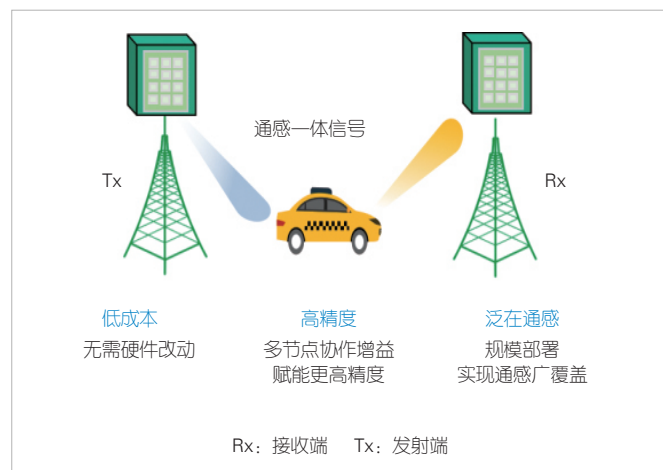 通感一体信号
Tx
Rx
低成本
无需硬件改动
高精度
多节点协作增益
赋能更高精度
泛在通感
规模部署
实现通感广覆盖
Rx：接收端 Tx：发射端